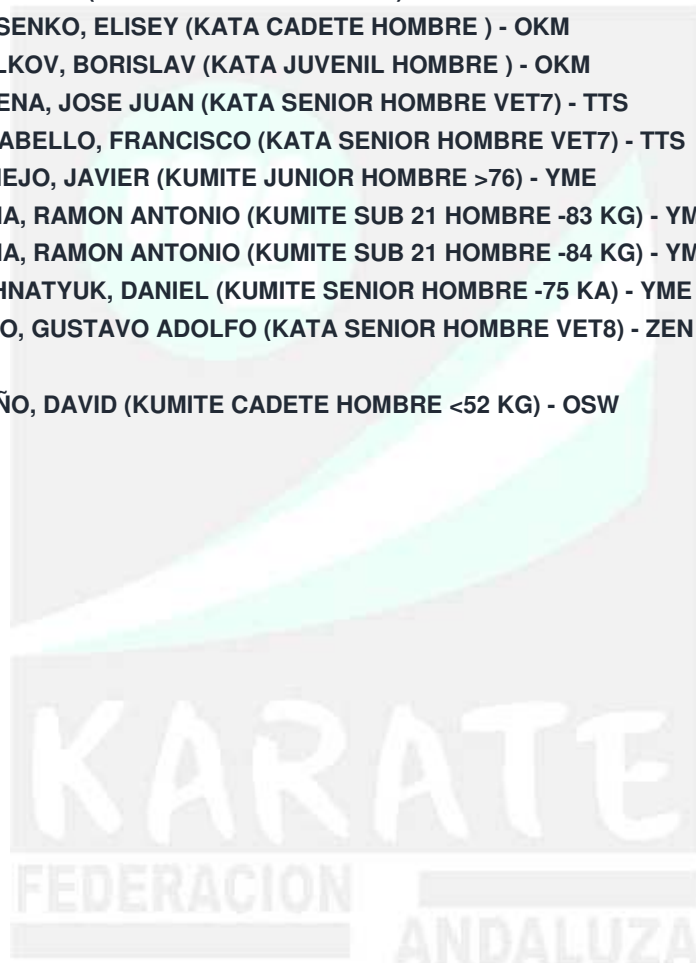 SENKO, ELISEY (KATA CADETE HOMBRE ) - OKM
LKOV, BORISLAV (KATA JUVENIL HOMBRE ) - OKM
ENA, JOSE JUAN (KATA SENIOR HOMBRE VET7) - TTS
ABELLO, FRANCISCO (KATA SENIOR HOMBRE VET7) - TTS
EJO, JAVIER (KUMITE JUNIOR HOMBRE >76) - YME
A, RAMON ANTONIO (KUMITE SUB 21 HOMBRE -83 KG) - YM
A, RAMON ANTONIO (KUMITE SUB 21 HOMBRE -84 KG) - YM
HNATYUK, DANIEL (KUMITE SENIOR HOMBRE -75 KA) - YME
O, GUSTAVO ADOLFO (KATA SENIOR HOMBRE VET8) - ZEN
ÑO, DAVID (KUMITE CADETE HOMBRE <52 KG) - OSW
KARATE
FEDERACION
ANDALUZA